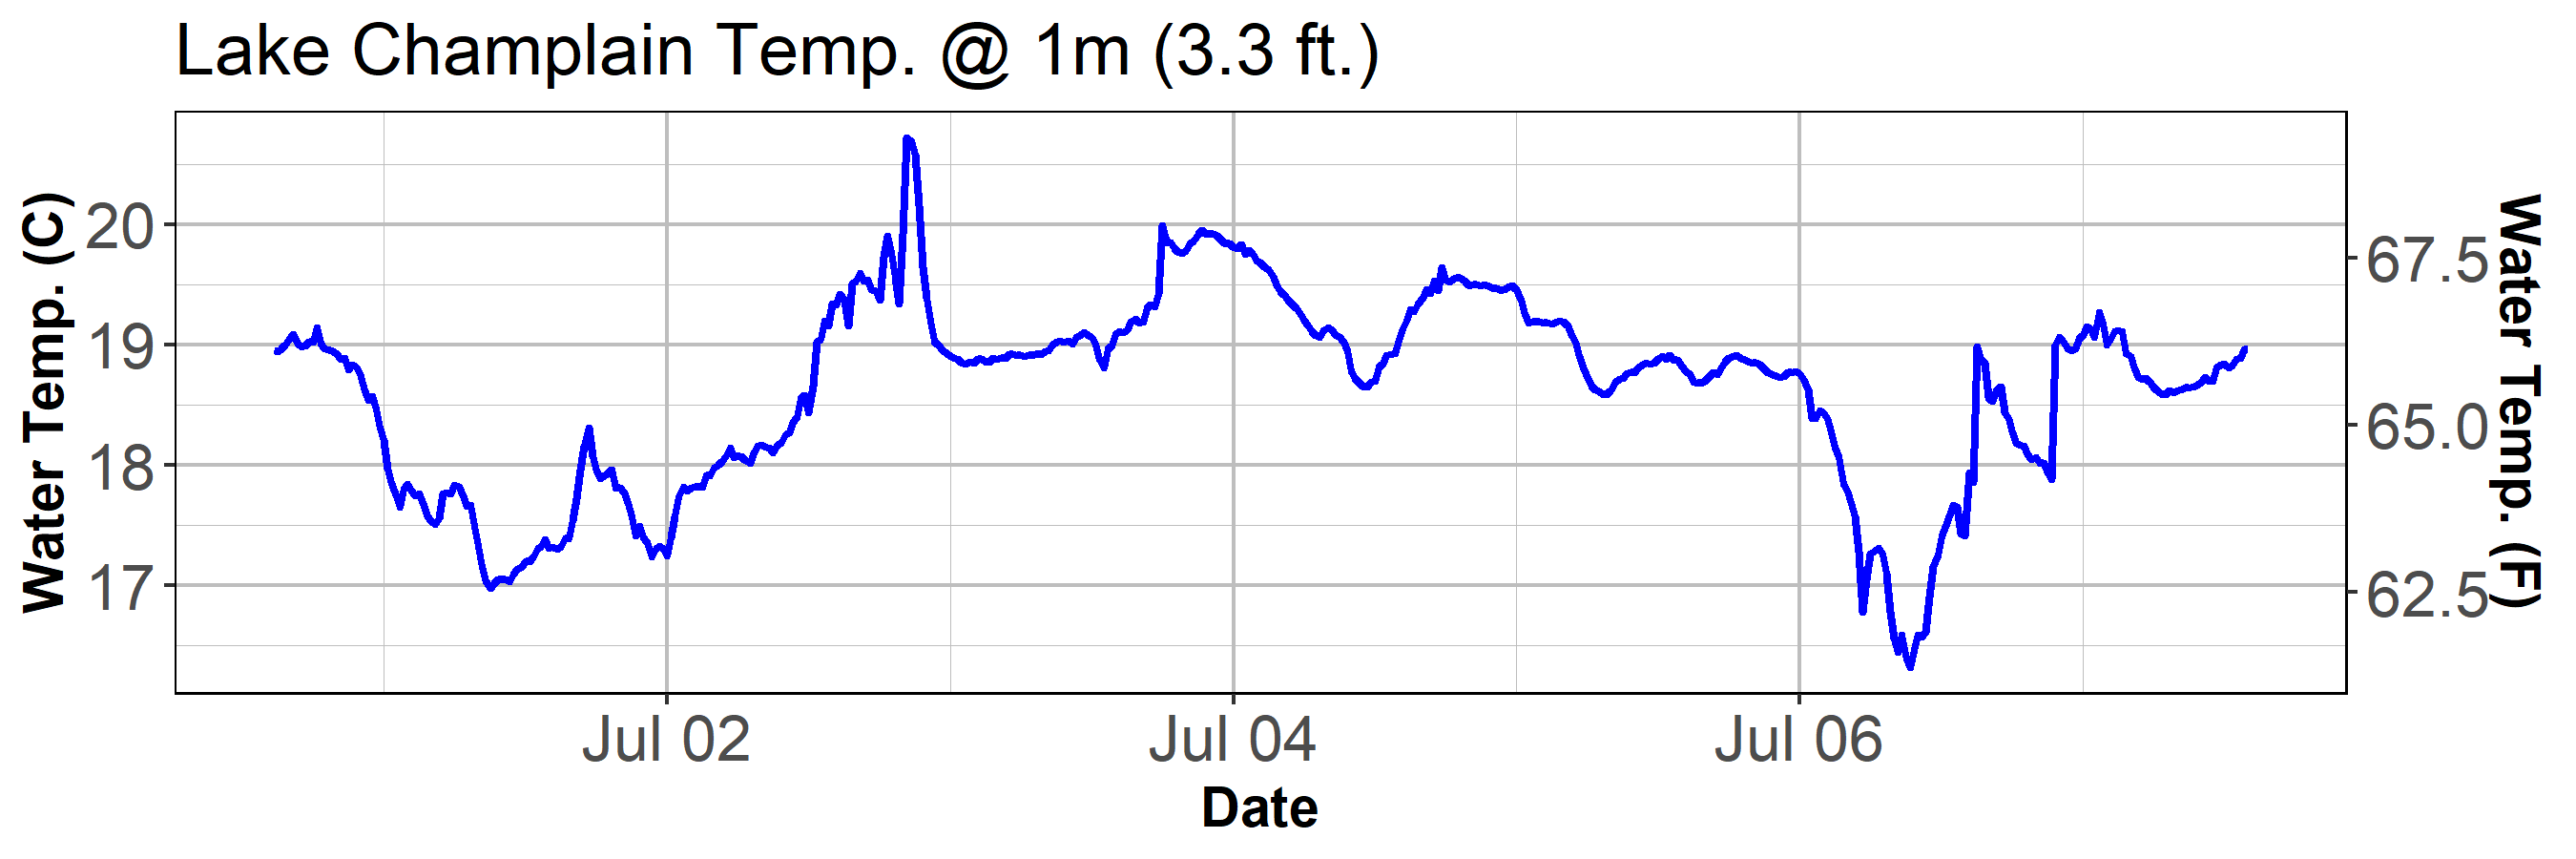 Lake Champlain Temp. @ 1m (3.3 ft.)
Water Temp. (C)
20
19
18
17
67.5
65.0
62.5
Water Temp. (F)
Jul 02 Jul 04 Jul 06
Date